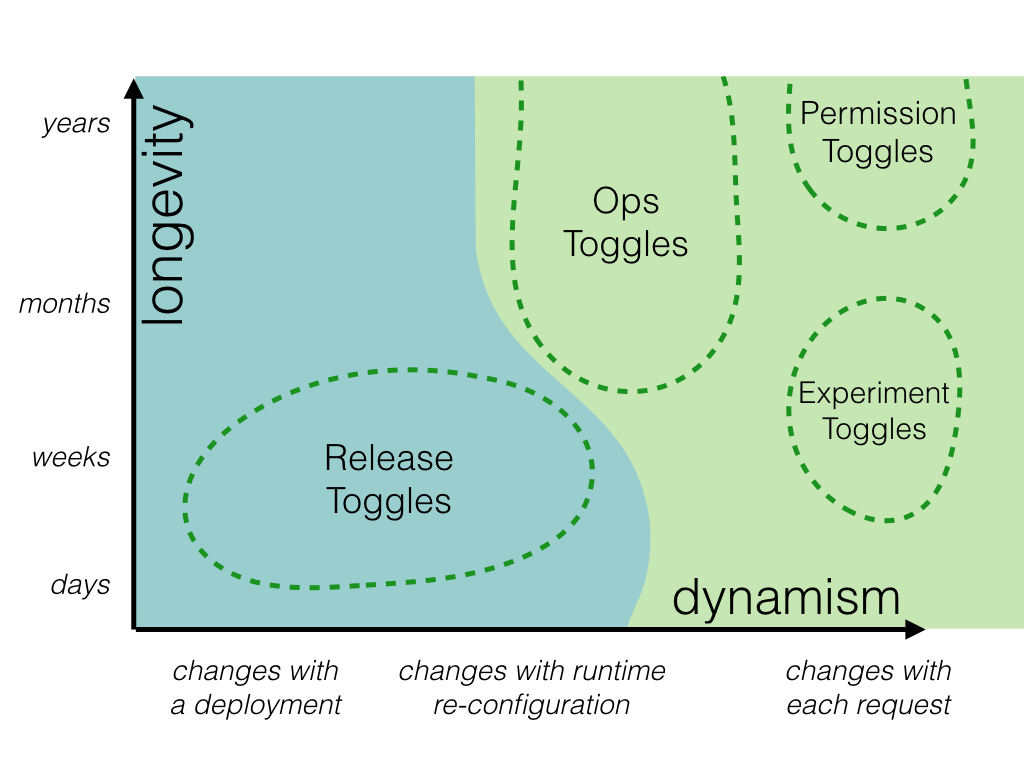 years
months
weeks
days
longevity
Ops
Toggles
Permission
Toggles
Experiment
Toggles
Release
Toggles
dynamism
changes with
a deployment
changes with runtime
re-configuration
changes with
each request